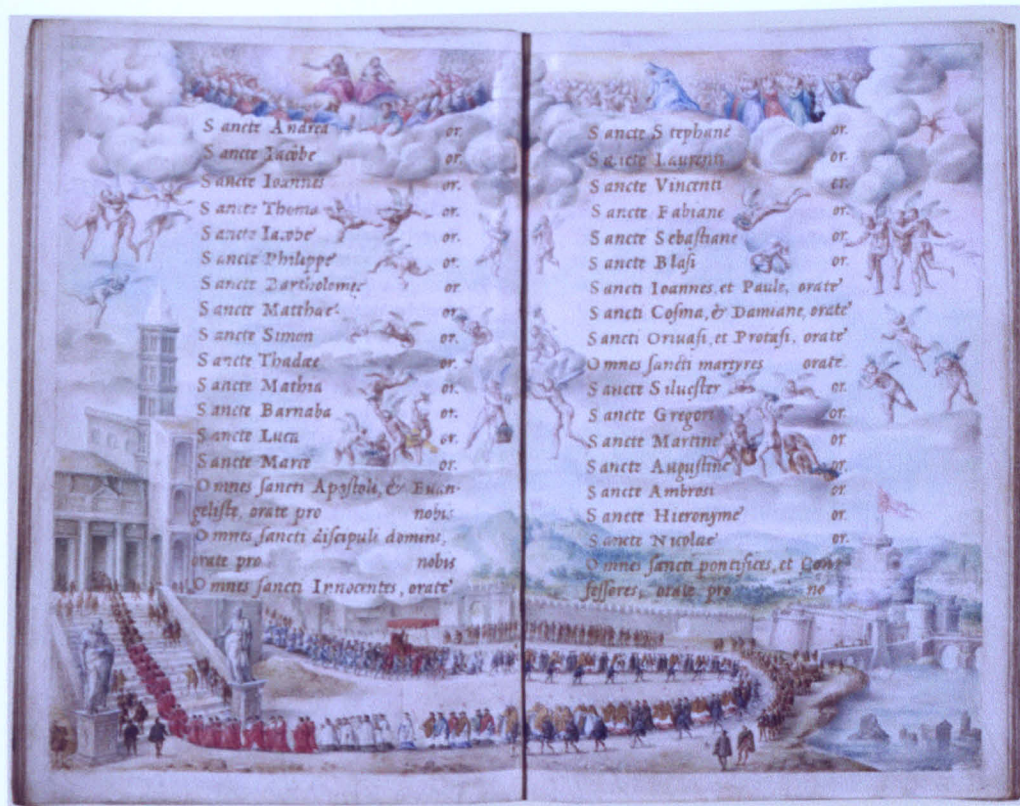 Sancte Andrea or.
Sancte Iacobe or.
Sancte Ioannes or.
Sancte Thoma or.
Sancte Iacobe or.
Sancte Philippe or.
Sancte Bartholomeę or
Sancte Matthaę or.
Sancte Simon or.
Sancte Thadæe or.
Sancte Mathia or.
Sancte Barnaba or.
Sancte Luca or.
Sancte Marce or.
Omnes sancti Apostoli, & Euan-
geliste, orate pro nobis
Omnes sancti discipuli domini,
orate pro nobis
Omnes sancti Innocentes, orate
Sancte Stephane or.
Sancte Laurenti or.
Sancte Vincenti or.
Sancte Fabiane or.
Sancte Sebastiane or.
Sancte Blasi or.
Sancti Ioannes, et Paule, orate
Sancti Cosma, & Damiane, orate
Sancti Oruasi, et Protasi, orate
Omnes sancti martyres orate.
Sancte Siluester or.
Sancte Gregori or.
Sancte Martine or
Sancte Augustine or.
Sancte Ambrosi or.
Sancte Hieronyme or.
Sancte Nicolae or.
Omnes sancti pontifices, et Con-
fessores, orate pro no